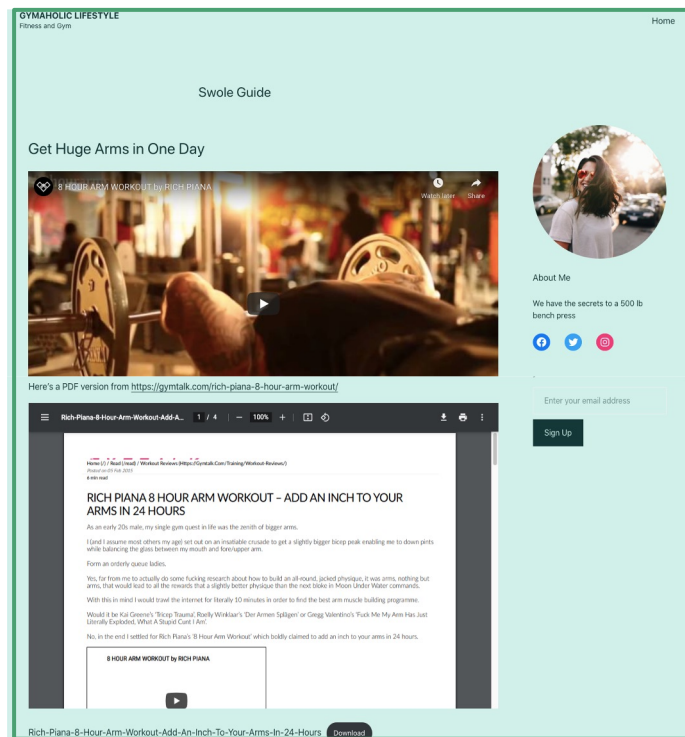 GYMAHOLIC LIFESTYLE
Fitness and Gym
Home
Swole Guide
Get Huge Arms in One Day
8 HOUR ARM WORKOUT by RICH PIANA
Watch later
Share
Here's a PDF version from https://gymtalk.com/rich-piana-8-hour-arm-workout/
Rich-Piana-8-Hour-Arm-Workout-Add-A... 1 / 4 | — 100% + |
Home (/) / Read (/read) / Workout Reviews (Https://Gymtalk.Com/Training/Workout-Reviews/)
Posted on 05 Feb 2015
6 min read
RICH PIANA 8 HOUR ARM WORKOUT – ADD AN INCH TO YOUR
ARMS IN 24 HOURS
As an early 20s male, my single gym quest in life was the zenith of bigger arms.
I (and I assume most others my age) set out on an insatiable crusade to get a slightly bigger bicep peak enabling me to down pints
while balancing the glass between my mouth and fore/upper arm.
Form an orderly queue ladies.
Yes, far from me to actually do some fucking research about how to build an all-round, jacked physique, it was arms, nothing but
arms, that would lead to all the rewards that a slightly better physique than the next bloke in Moon Under Water commands.
With this in mind I would trawl the internet for literally 10 minutes in order to find the best arm muscle building programme.
Would it be Kai Greene's 'Tricep Trauma', Roelly Winklaar's 'Der Armen Splägen' or Gregg Valentino's 'Fuck Me My Arm Has Just
Literally Exploded, What A Stupid Cunt I Am'.
No, in the end I settled for Rich Piana's '8 Hour Arm Workout' which boldly claimed to add an inch to your arms in 24 hours.
8 HOUR ARM WORKOUT by RICH PIANA
Rich-Piana-8-Hour-Arm-Workout-Add-An-Inch-To-Your-Arms-In-24-Hours Download
About Me
We have the secrets to a 500 lb
bench press
Enter your email address
Sign Up